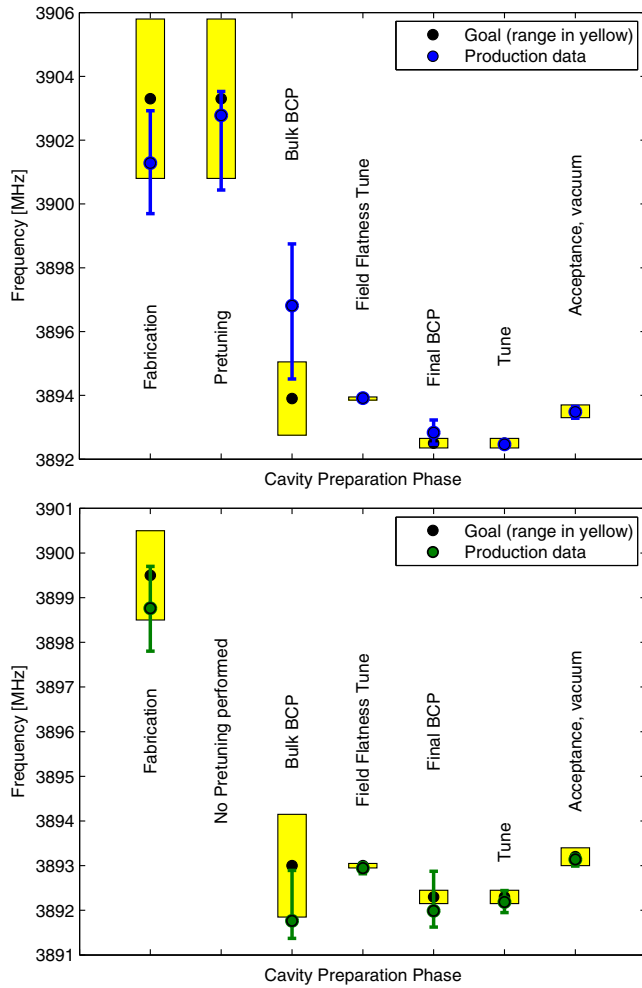 3906
3904
3902
3900
3898
3896
3894
3892
Frequency [MHz]
Goal (range in yellow)
Production data
Fabrication
Pretuning
Bulk BCP
Field Flatness Tune
Final BCP
Tune
Acceptance, vacuum
Cavity Preparation Phase
3901
3900
3899
3898
3897
3896
3895
3894
3893
3892
3891
Frequency [MHz]
Goal (range in yellow)
Production data
Fabrication
No Pretuning performed
Bulk BCP
Field Flatness Tune
Final BCP
Tune
Acceptance, vacuum
Cavity Preparation Phase